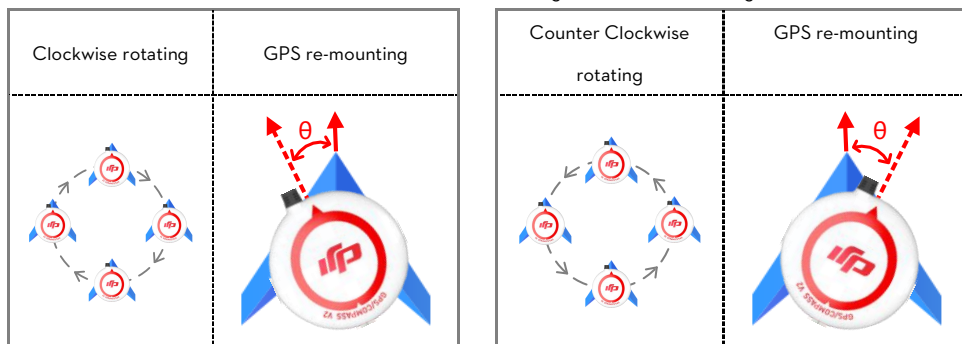 Clockwise rotating
GPS re-mounting
θ
GPS/COMPASS V2
Counter Clockwise
rotating
GPS re-mounting
θ
GPS/COMPASS V2